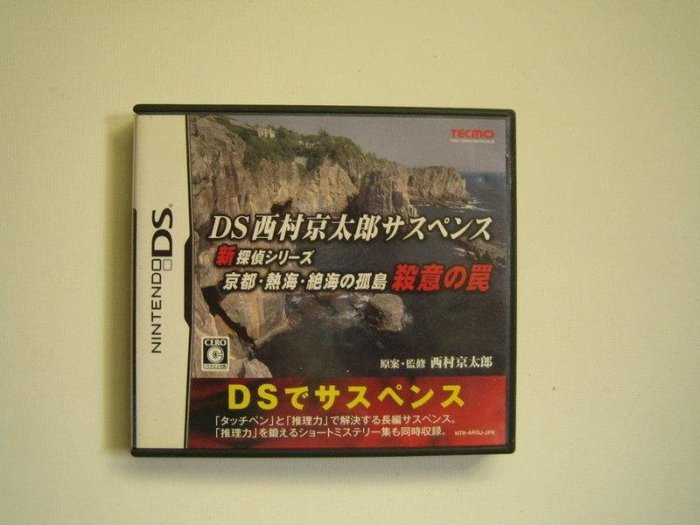 NINTENDO DS
TECMO
DS 西村京太郎サスペンス
新 探偵シリーズ
京都・熱海・絶海の孤島 殺意の罠
CERO
C
原案・監修 西村京太郎
DSでサスペンス
「タッチペン」と「推理力」で解決する長編サスペンス。
「推理力」を鍛えるショートミステリー集も同時収録。
NTR-ARGJ-JPN